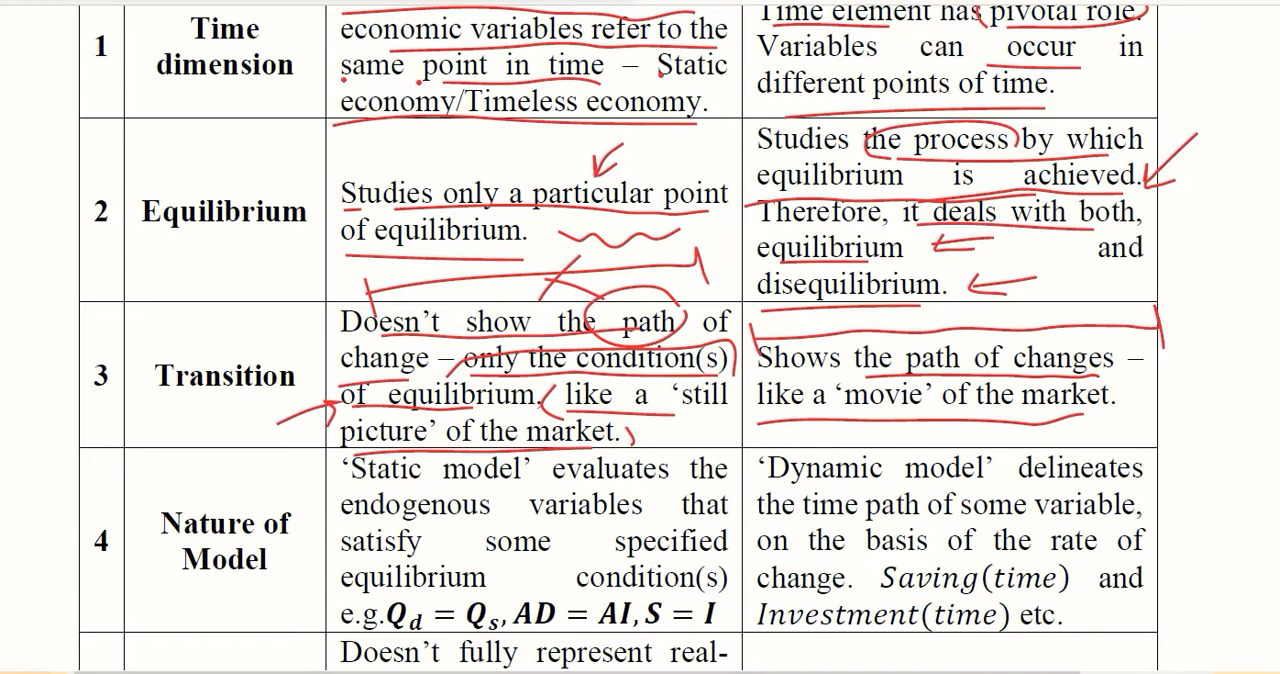 1
Time
dimension
economic variables refer to the
same point in time – Static
economy/Timeless economy.
Time element has pivotal role.
Variables can occur in
different points of time.
2
Equilibrium
Studies only a particular point
of equilibrium.
Studies the process by which
equilibrium is achieved.
Therefore, it deals with both,
equilibrium and
disequilibrium.
3
Transition
Doesn't show the path of
change – only the condition(s)
of equilibrium. like a 'still
picture' of the market.
Shows the path of changes –
like a 'movie' of the market.
4
Nature of
Model
'Static model' evaluates the
endogenous variables that
satisfy some specified
equilibrium condition(s)
e.g. Q_d = Q_s, AD = AI, S = I
'Dynamic model' delineates
the time path of some variable,
on the basis of the rate of
change. Saving(time) and
Investment(time) etc.
Doesn't fully represent real-